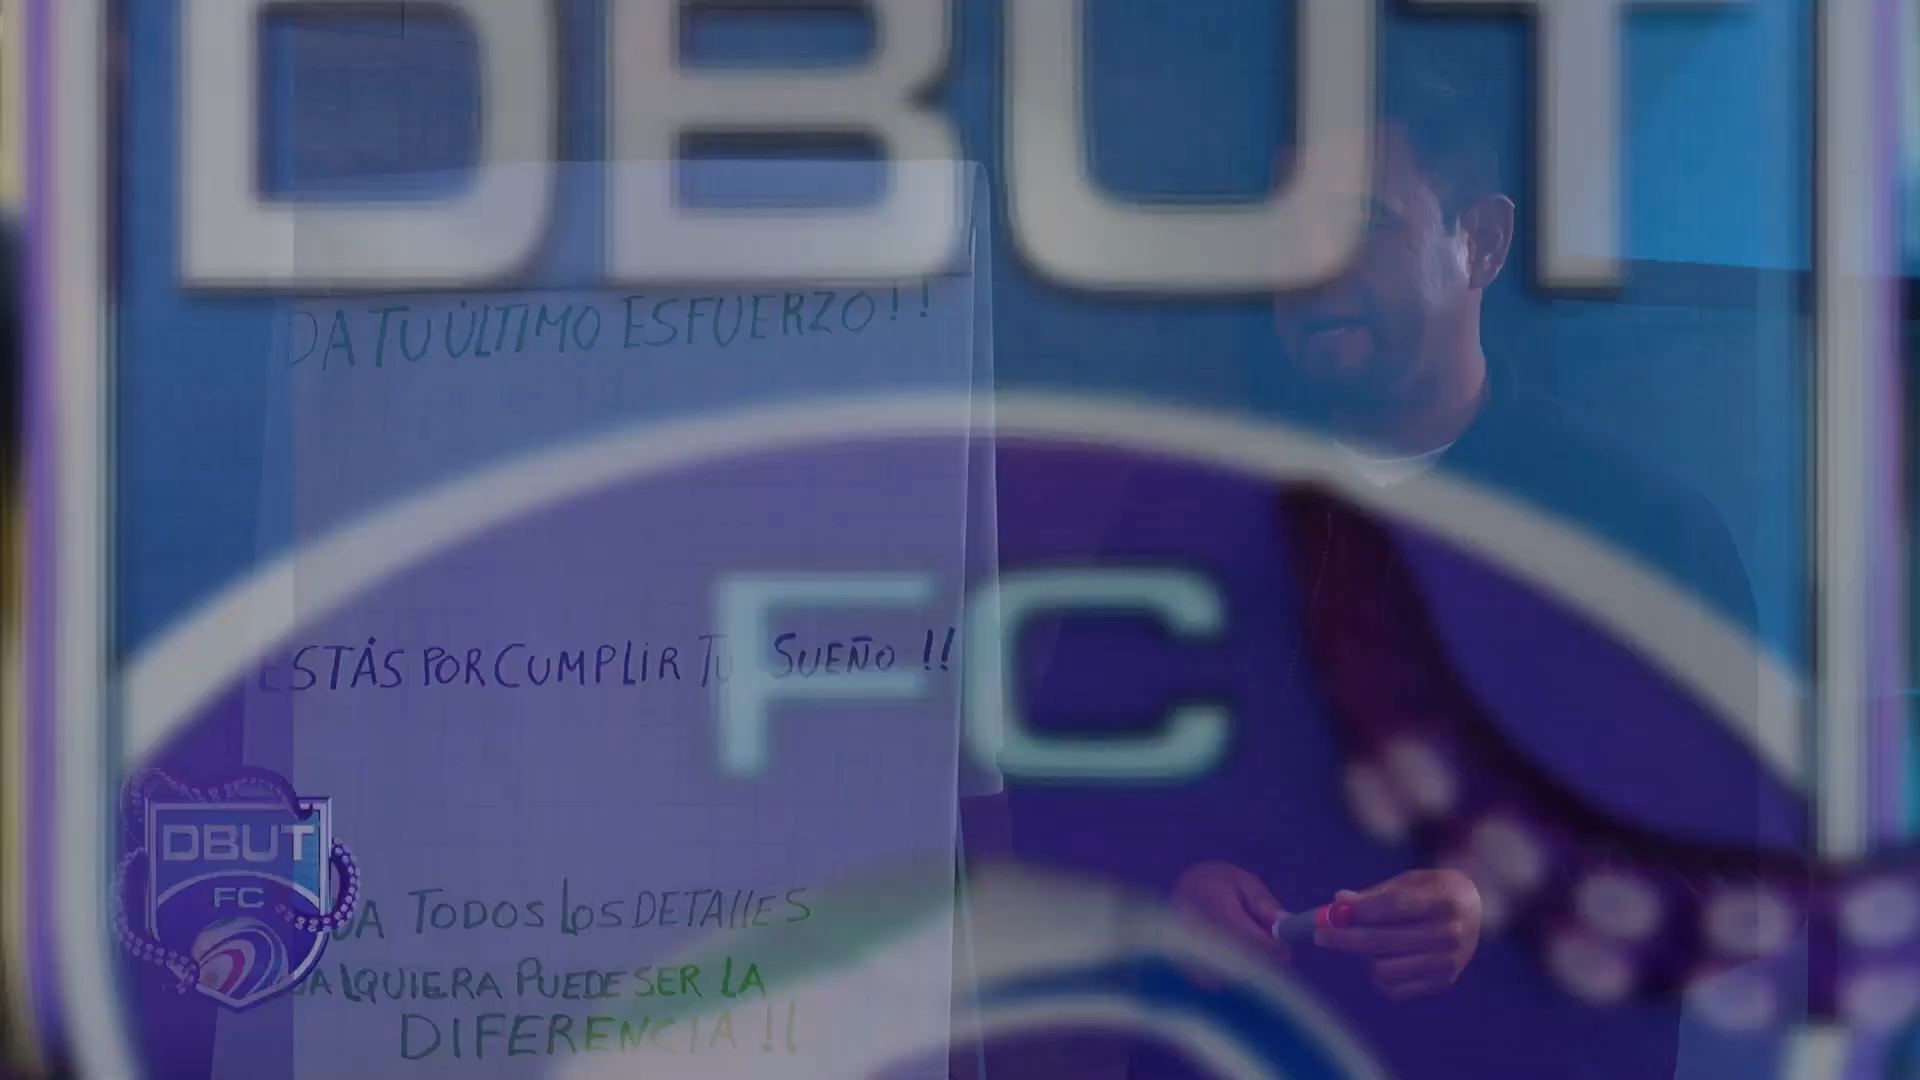 DBUT
DA TU ÚLTIMO ESFUERZO!!
FC
ESTÁS POR CUMPLIR TU SUEÑO !!
DBUT
FC
TODOS LOS DETALLES
PUEDE SER LA
DIFERENCIA !!